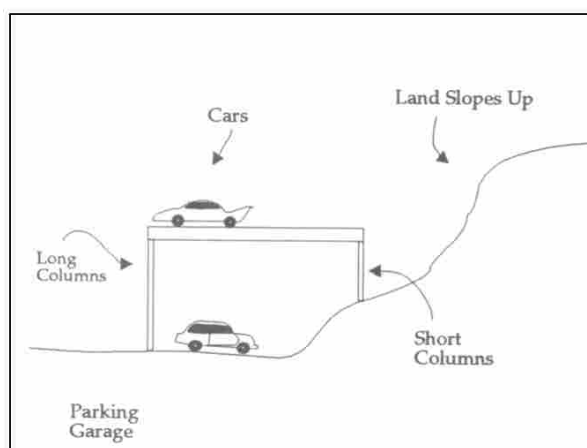 Land Slopes Up
Cars
Long
Columns
Short
Columns
Parking
Garage